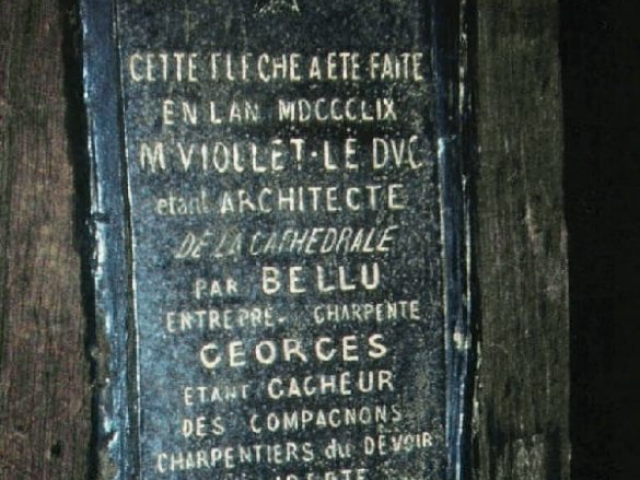 CETTE FLECHE A ETE FAITE
EN LAN MDCCCCLIX
M VIOLLET·LE DVC
etant ARCHITECTE
DE LA CATHEDRALE
PAR BELLU
ENTREPRE- CHARPENTE
GEORGES
ETANT GACHEUR
DES COMPAGNONS
CHARPENTIERS du DEVOIR